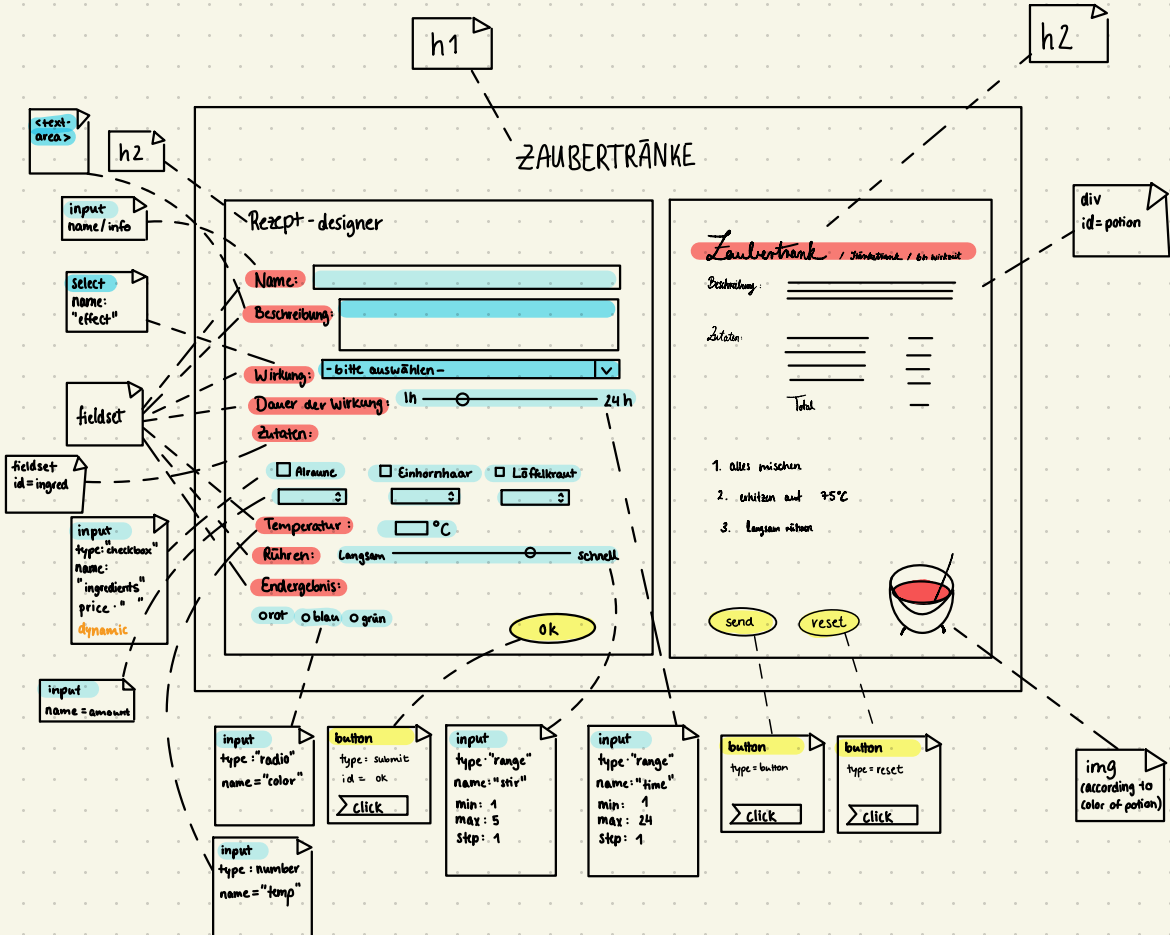 h1
h2
<text-
area>
h2
input
name/info
select
name:
"effect"
fieldset
fieldset
id=ingred
input
type:"checkbox"
name:
"ingredients"
price·" "
dynamic
input
name=amount
ZAUBERTRÄNKE
Rezept-designer
Name:
Beschreibung:
Wirkung:
-bitte auswählen-
Dauer der Wirkung:
1h
24h
Zutaten:
Alraune
Einhornhaar
Löffelkraut
Temperatur:
°C
Rühren:
Langsam
schnell
Endergebnis:
rot
blau
grün
ok
Zaubertrank
Beschreibung:
Zutaten:
Total
1. alles mischen
2. erhitzen auf 75°C
3. langsam rühren
send
reset
div
id=potion
input
type:"radio"
name="color"
button
type: submit
id = ok
click
input
type·"range"
name:"stir"
min: 1
max: 5
step: 1
input
type·"range"
name:"time"
min: 1
max: 24
step: 1
button
type=button
click
button
type=reset
click
img
(according to
color of potion)
input
type: number
name="temp"